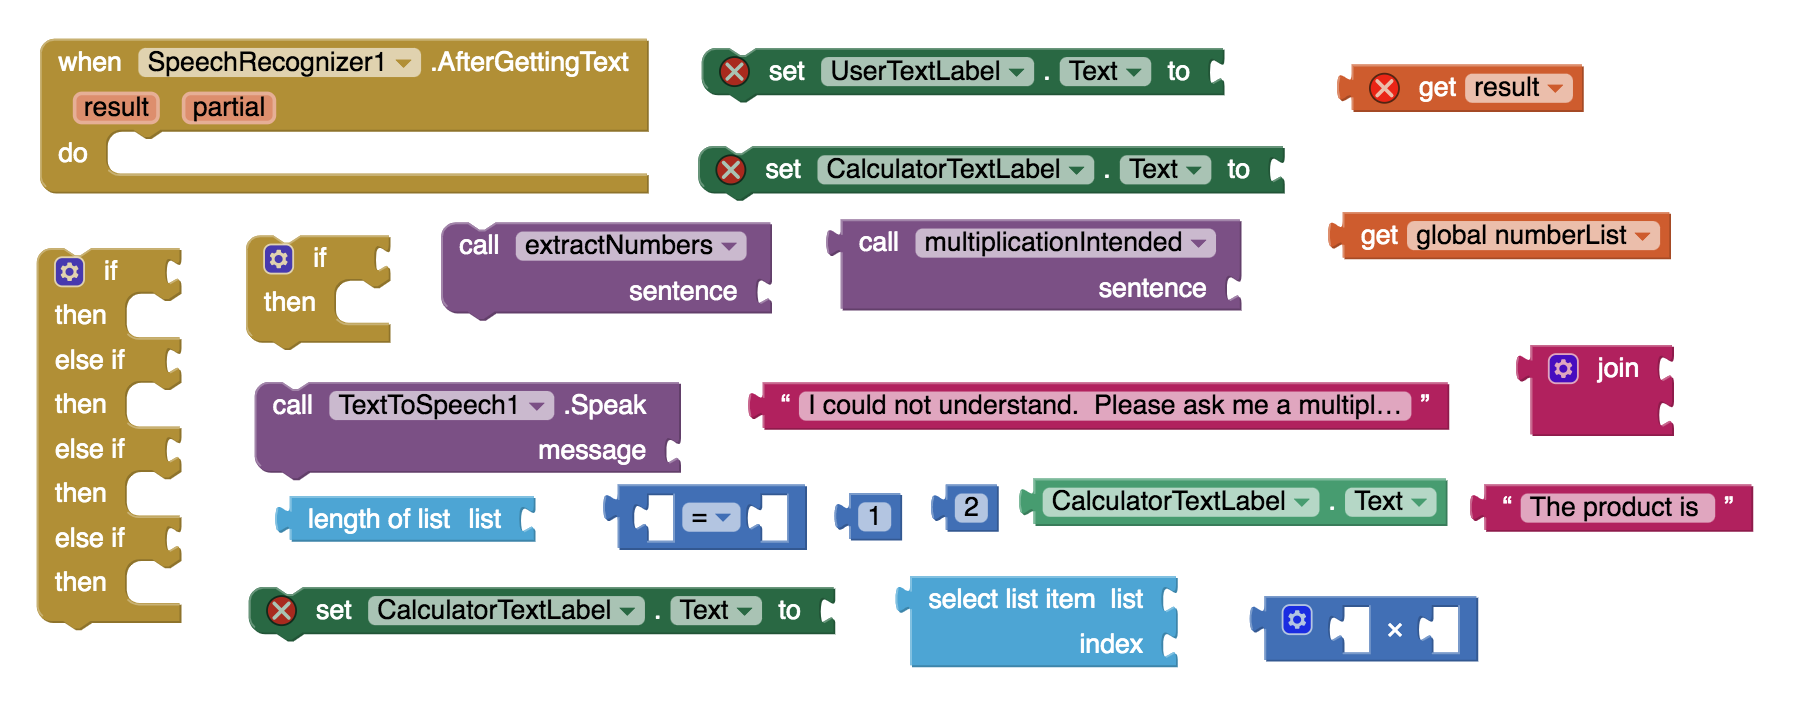 when SpeechRecognizer1 .AfterGettingText
result partial
do
set UserTextLabel . Text to
get result
set CalculatorTextLabel . Text to
if
then
else if
then
else if
then
else if
then
if
then
call extractNumbers
sentence
call multiplicationIntended
sentence
get global numberList
call TextToSpeech1 .Speak
message
“ I could not understand.  Please ask me a multipl… ”
join
length of list list
=
1
2
CalculatorTextLabel . Text
“ The product is ”
set CalculatorTextLabel . Text to
select list item list
index
×